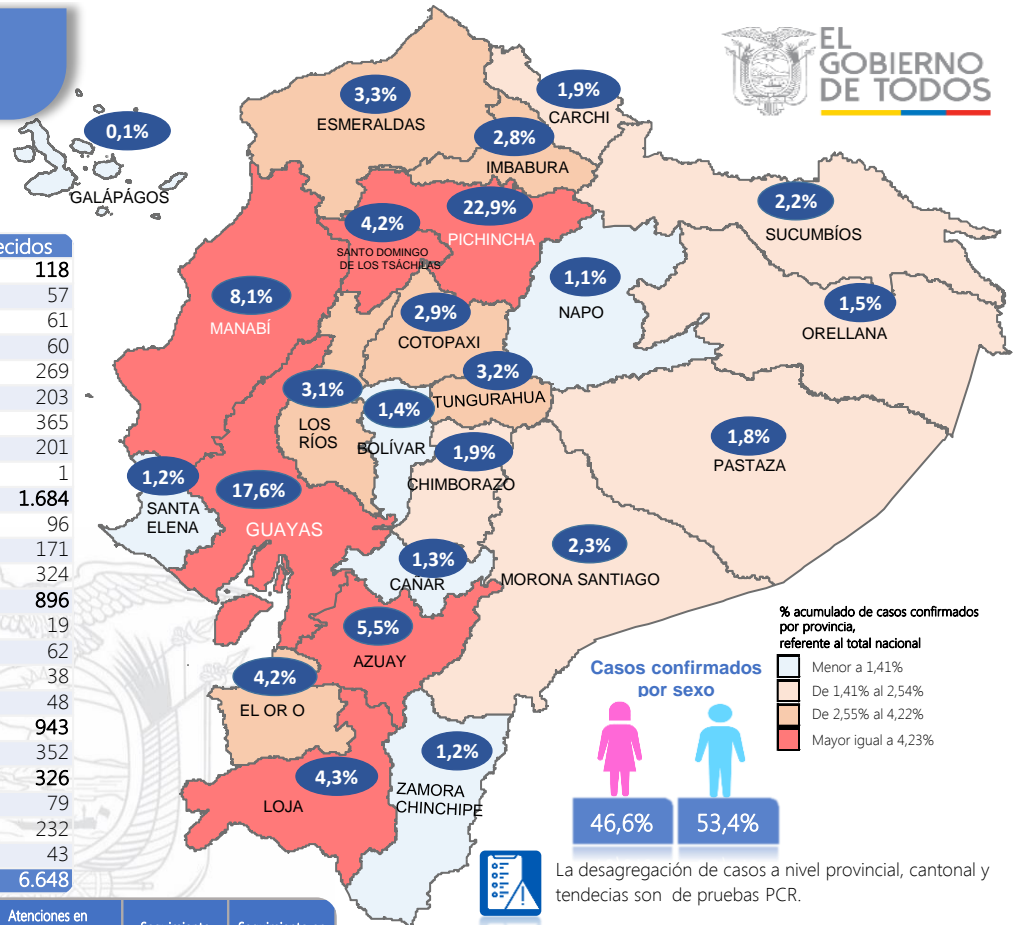 EL
GOBIERNO
DE TODOS
3,3%
ESMERALDAS
1,9%
CARCHI
2,8%
IMBABURA
0,1%
GALÁPÁGOS
4,2%
SANTO DOMINGO
DE LOS TSÁCHILAS
22,9%
PICHINCHA
2,2%
SUCUMBÍOS
8,1%
MANABÍ
2,9%
COTOPAXI
1,1%
NAPO
1,5%
ORELLANA
3,1%
LOS
RÍOS
1,4%
BOLÍVAR
3,2%
TUNGURAHUA
1,9%
CHIMBORAZO
1,8%
PASTAZA
1,2%
SANTA
ELENA
17,6%
GUAYAS
1,3%
CAÑAR
2,3%
MORONA SANTIAGO
5,5%
AZUAY
4,2%
EL OR O
4,3%
LOJA
1,2%
ZAMORA
CHINCHIPE
ecidos
118
57
61
60
269
203
365
201
1
1.684
96
171
324
896
19
62
38
48
943
352
326
79
232
43
6.648
Atenciones en
% acumulado de casos confirmados
por provincia,
referente al total nacional
Menor a 1,41%
De 1,41% al 2,54%
De 2,55% al 4,22%
Mayor igual a 4,23%
Casos confirmados
por sexo
46,6%
53,4%
La desagregación de casos a nivel provincial, cantonal y
tendecias son de pruebas PCR.